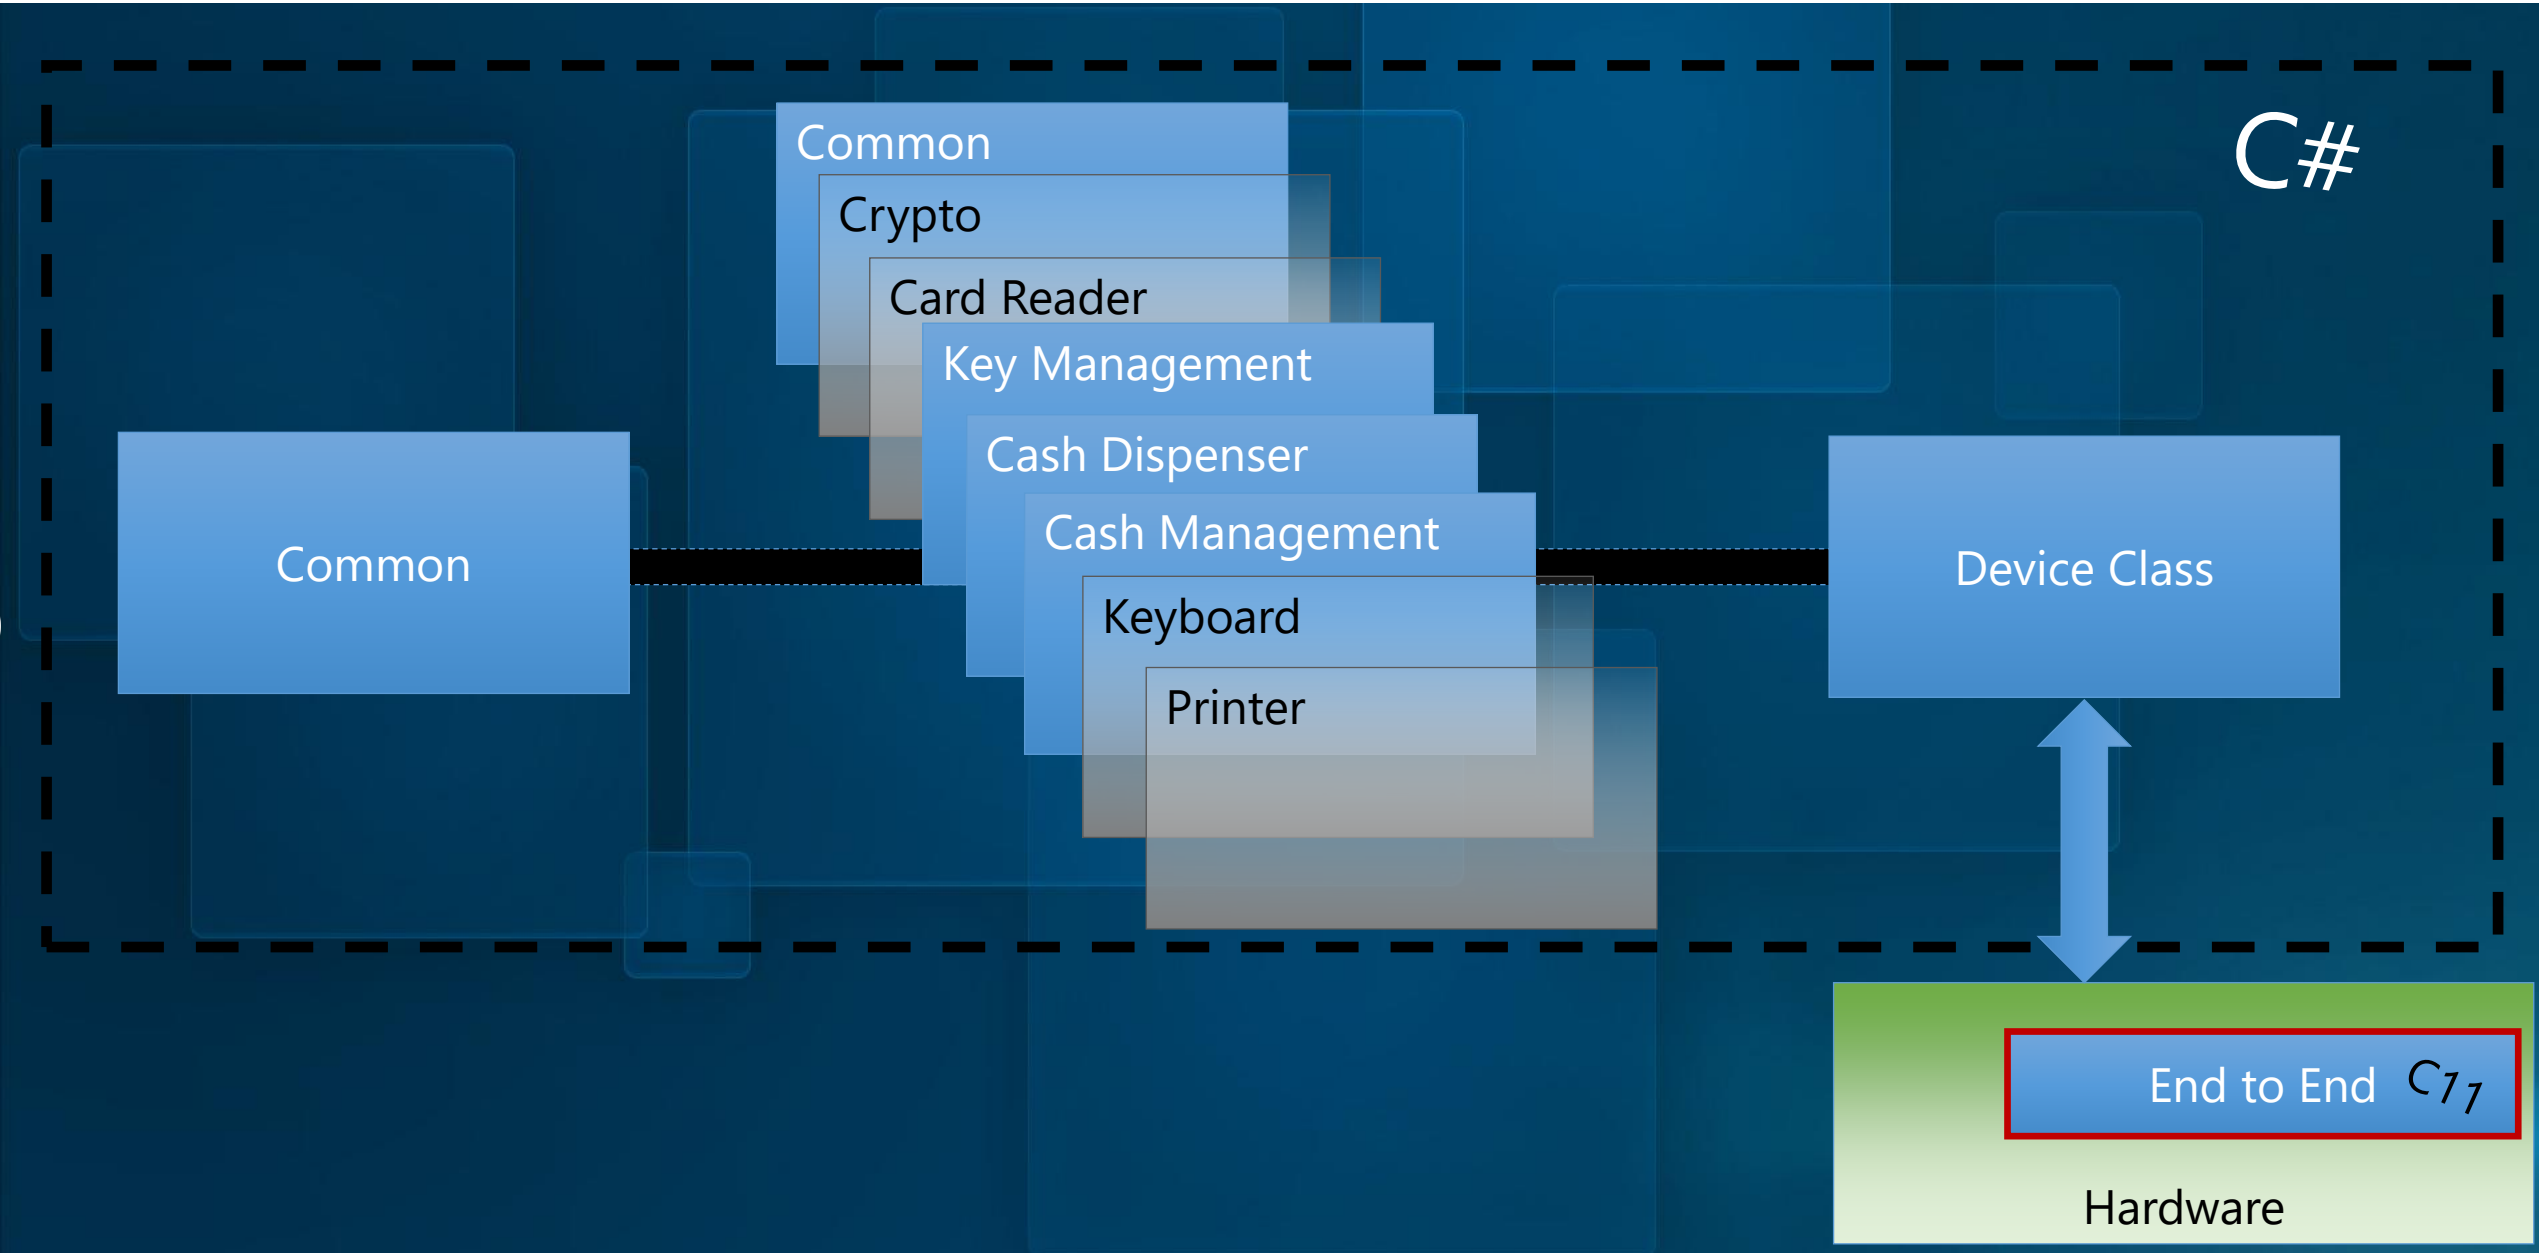 C#
Common
Crypto
Card Reader
Key Management
Cash Dispenser
Cash Management
Keyboard
Printer
Common
Device Class
End to End
C11
Hardware